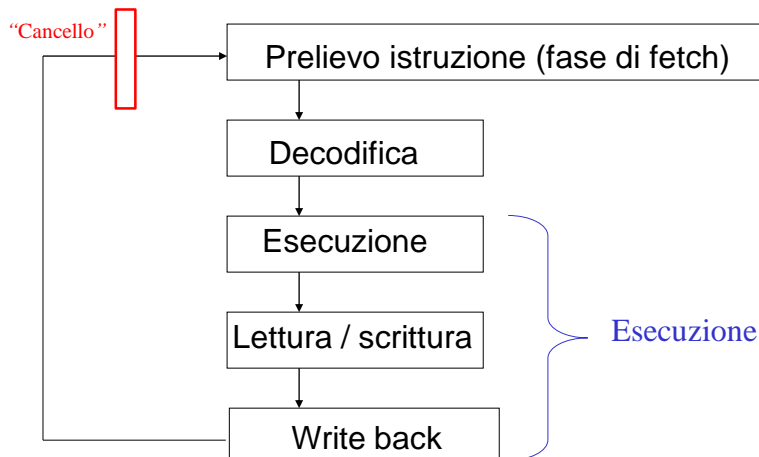 “Cancello”
Prelievo istruzione (fase di fetch)
Decodifica
Esecuzione
Lettura / scrittura
Esecuzione
Write back